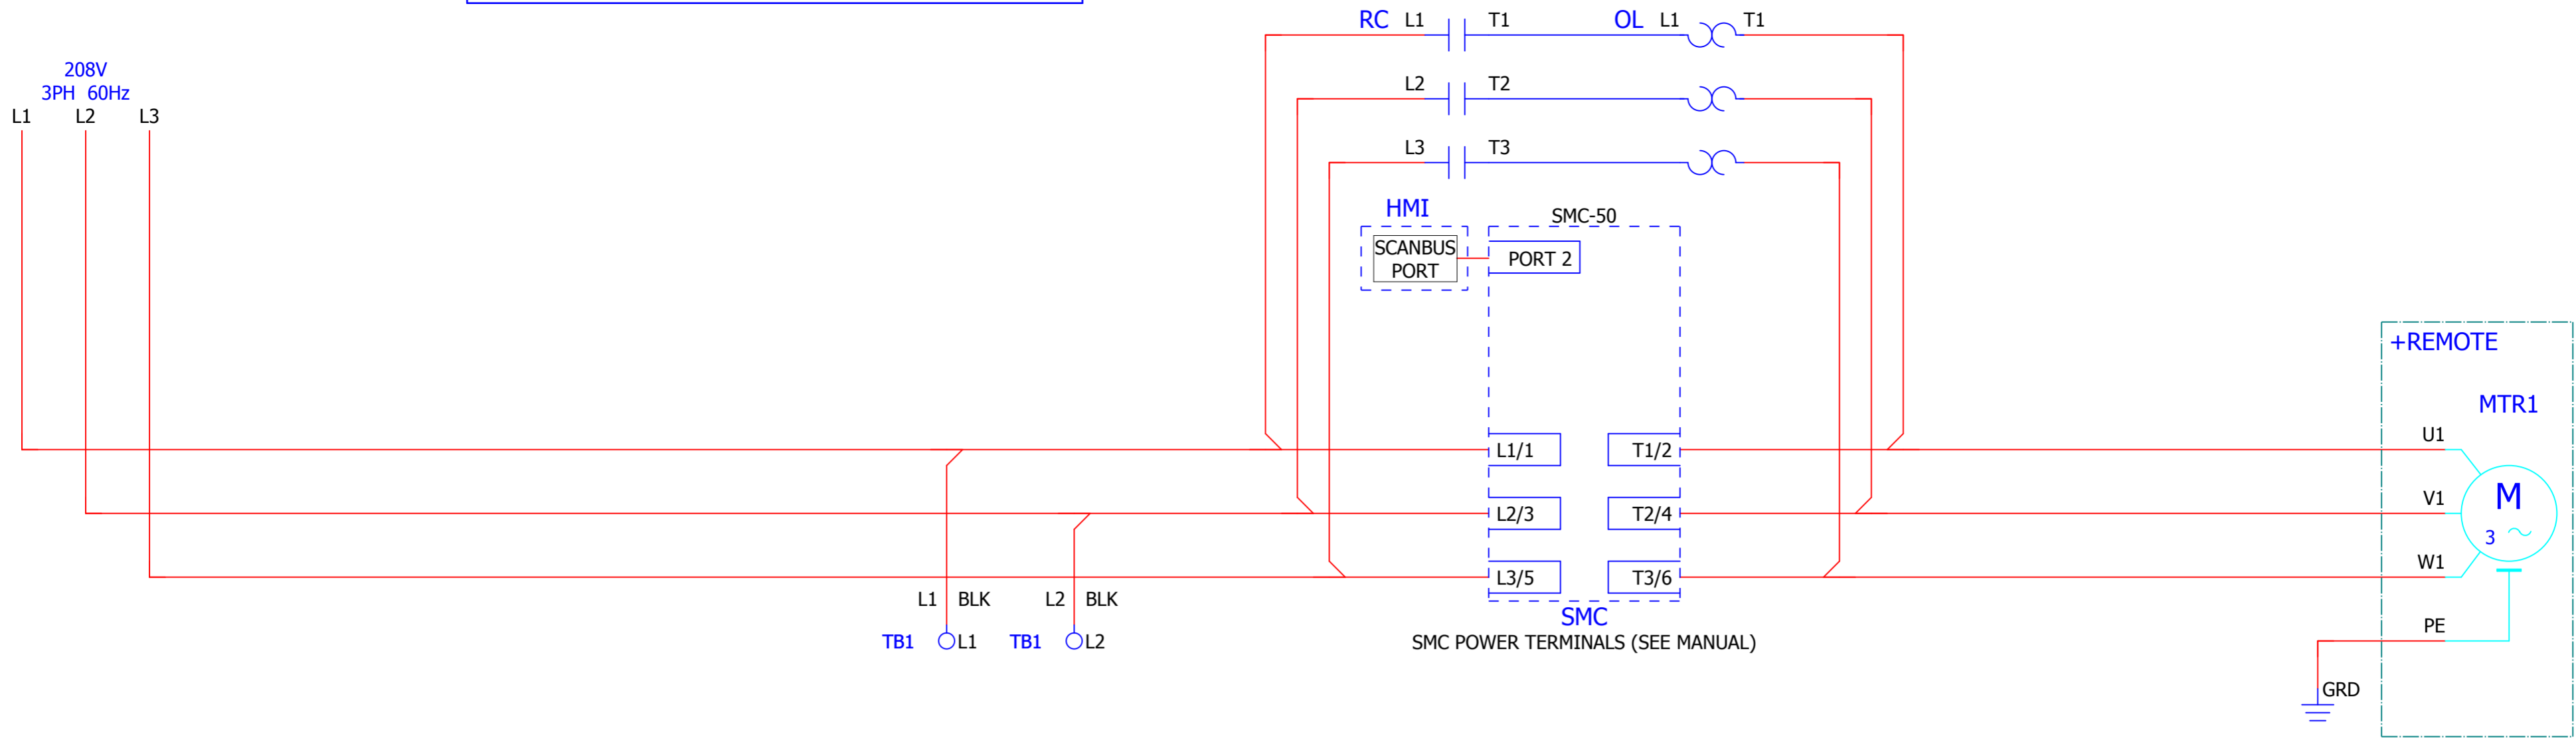 RC L1 T1 OL L1 T1
208V
3PH 60Hz
L1 L2 L3
L2 T2
L3 T3
HMI
SMC-50
SCANBUS
PORT
PORT 2
+REMOTE
MTR1
U1
L1/1 T1/2
V1
M
3
L2/3 T2/4
W1
L3/5 T3/6
L1 BLK L2 BLK
SMC
TB1 L1 TB1 L2
SMC POWER TERMINALS (SEE MANUAL)
PE
GRD